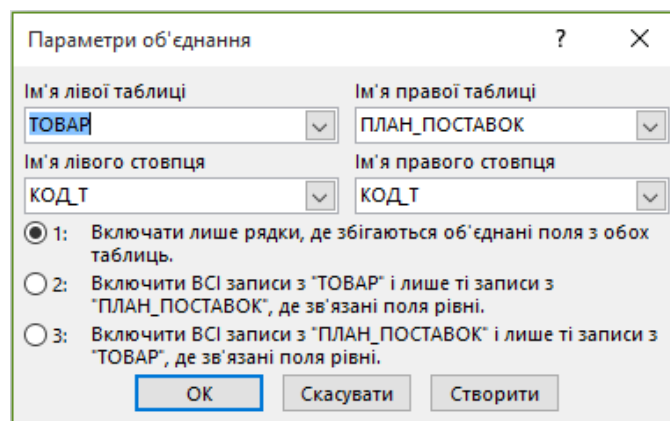 Параметри об'єднання ?
Ім'я лівої таблиці Ім'я правої таблиці
ТОВАР ПЛАН_ПОСТАВОК
Ім'я лівого стовпця Ім'я правого стовпця
КОД_Т КОД_Т
1: Включати лише рядки, де збігаються об'єднані поля з обох
таблиць.
2: Включити ВСІ записи з "ТОВАР" і лише ті записи з
"ПЛАН_ПОСТАВОК", де зв'язані поля рівні.
3: Включити ВСІ записи з "ПЛАН_ПОСТАВОК" і лише ті записи з
"ТОВАР", де зв'язані поля рівні.
ОК Скасувати Створити